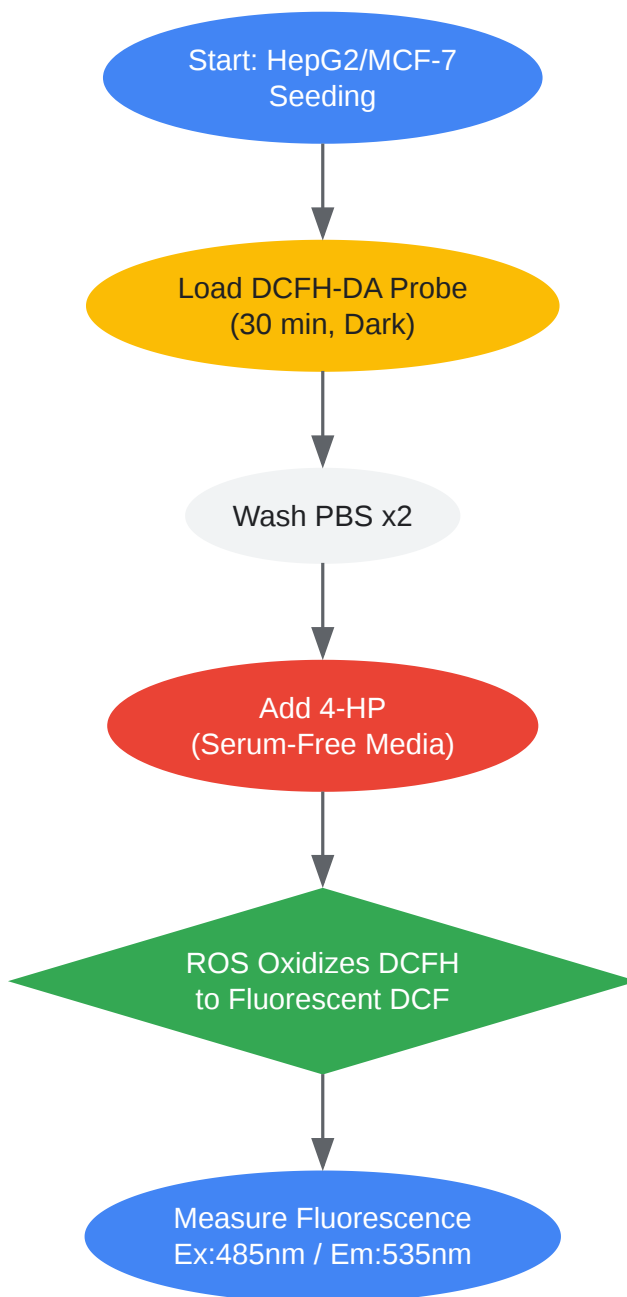 Start: HepG2/MCF-7
Seeding
Load DCFH-DA Probe
(30 min, Dark)
Wash PBS x2
Add 4-HP
(Serum-Free Media)
ROS Oxidizes DCFH
to Fluorescent DCF
Measure Fluorescence
Ex:485nm / Em:535nm